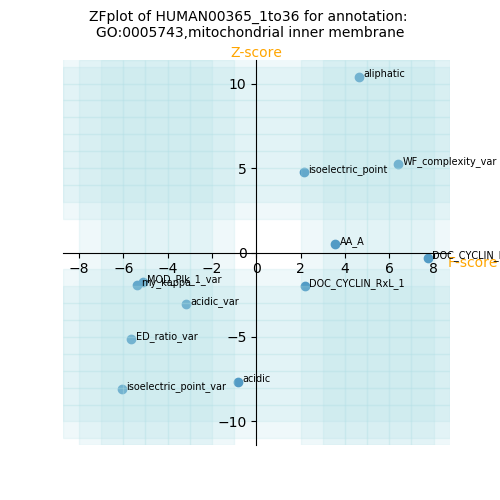 ZFplot of HUMAN00365_1to36 for annotation:
GO:0005743,mitochondrial inner membrane
Z-score
aliphatic
10
WF_complexity_var
isoelectric_point
5
AA_A
0
F-score
−8 −6 −4 −2 0 2 4 6 8
MOD_Plk_1_var
my_kappa
DOC_CYCLIN_RxL_1
acidic_var
ED_ratio_var
−5
acidic
isoelectric_point_var
−10